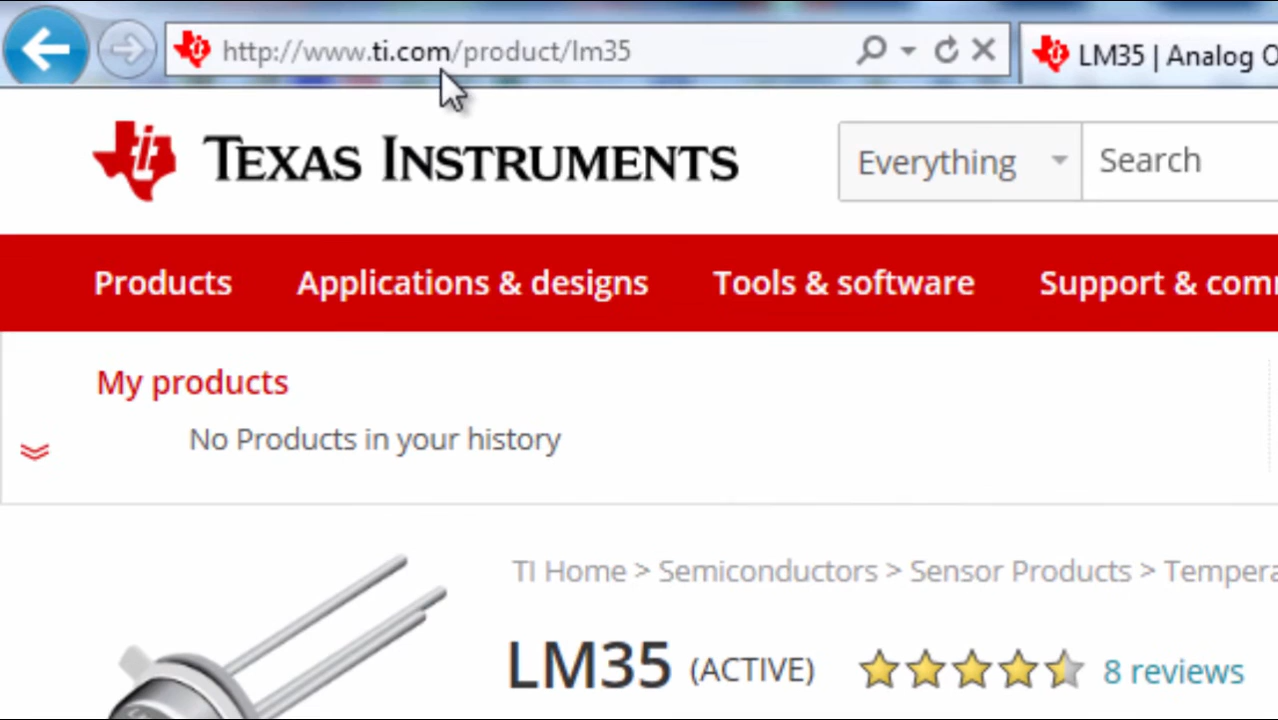 http://www.ti.com/product/lm35
LM35 | Analog O
TEXAS INSTRUMENTS
Everything
Search
Products
Applications & designs
Tools & software
Support & com
My products
No Products in your history
TI Home > Semiconductors > Sensor Products > Tempera
LM35 (ACTIVE) 8 reviews